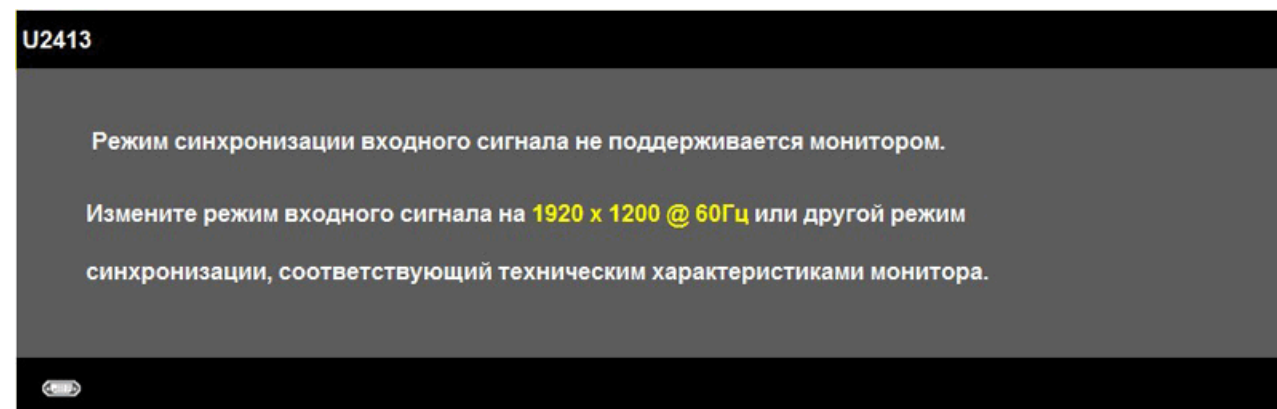 U2413
Режим синхронизации входного сигнала не поддерживается монитором.
Измените режим входного сигнала на 1920 x 1200 @ 60Гц или другой режим
синхронизации, соответствующий техническим характеристиками монитора.